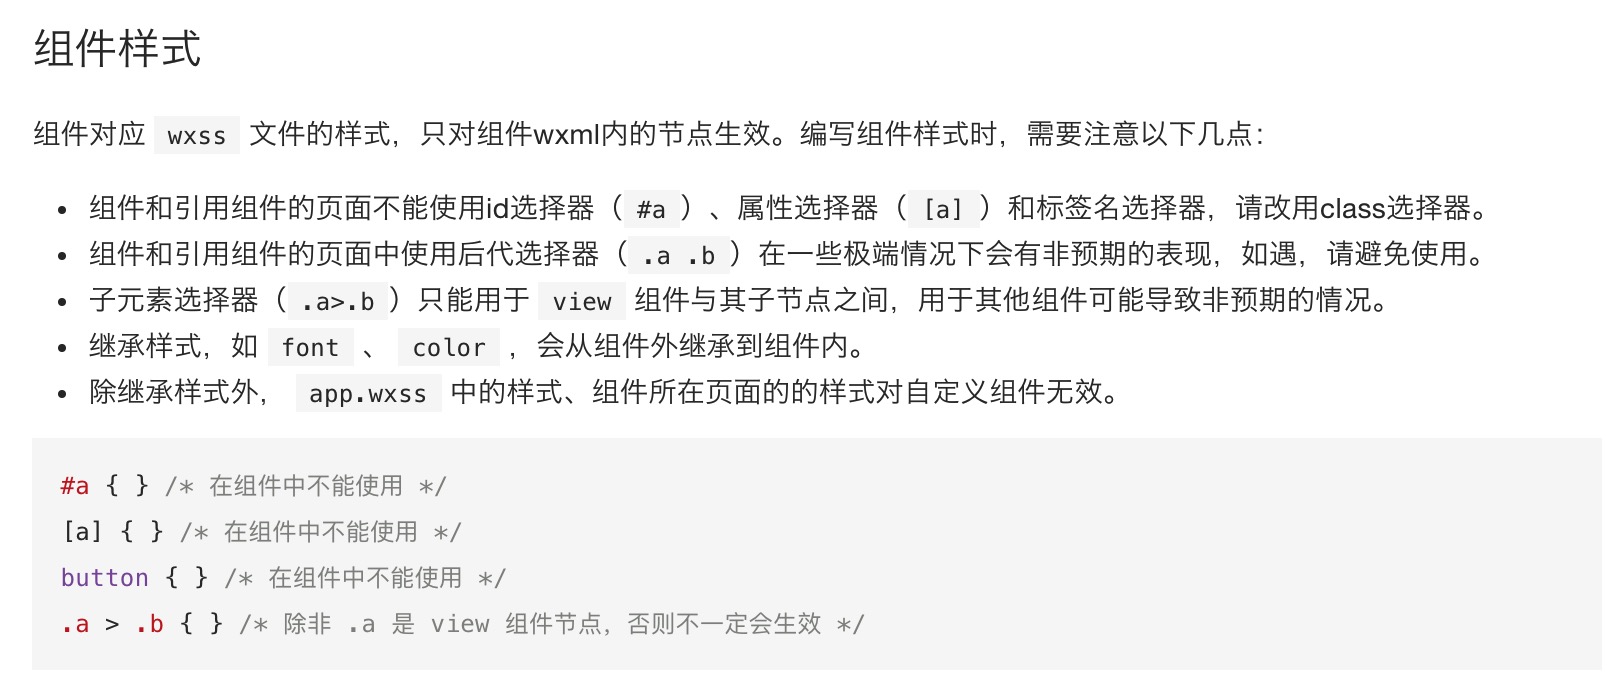 组件样式
组件对应 wxss 文件的样式，只对组件wxml内的节点生效。编写组件样式时，需要注意以下几点：
• 组件和引用组件的页面不能使用id选择器（ #a ）、属性选择器（ [a] ）和标签名选择器，请改用class选择器。
• 组件和引用组件的页面中使用后代选择器（ .a .b ）在一些极端情况下会有非预期的表现，如遇，请避免使用。
• 子元素选择器（ .a>.b ）只能用于 view 组件与其子节点之间，用于其他组件可能导致非预期的情况。
• 继承样式，如 font 、 color ，会从组件外继承到组件内。
• 除继承样式外， app.wxss 中的样式、组件所在页面的的样式对自定义组件无效。
#a { } /* 在组件中不能使用 */
[a] { } /* 在组件中不能使用 */
button { } /* 在组件中不能使用 */
.a > .b { } /* 除非 .a 是 view 组件节点，否则不一定会生效 */